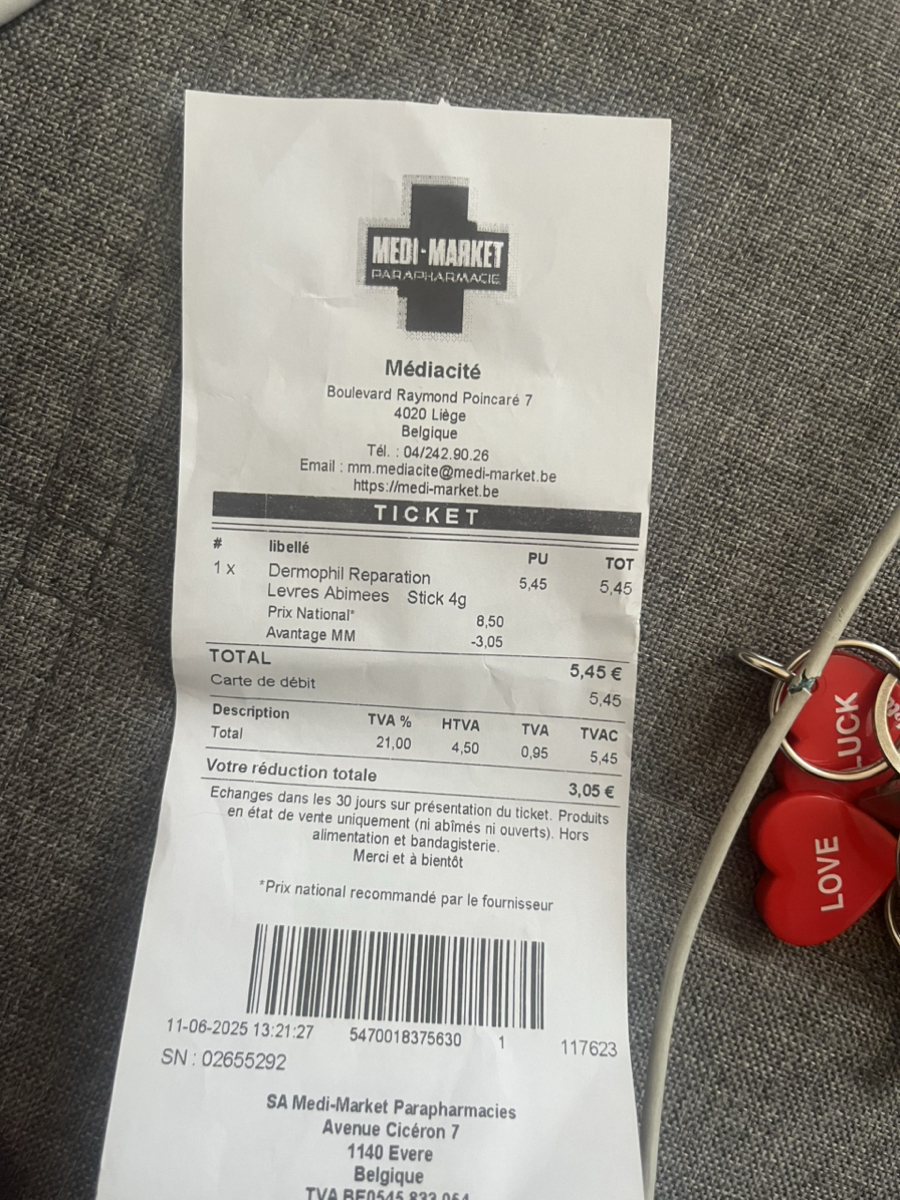 MEDI-MARKET
PARAPHARMACIE
Médiacité
Boulevard Raymond Poincaré 7
4020 Liège
Belgique
Tél. : 04/242.90.26
Email : mm.mediacite@medi-market.be
https://medi-market.be
TICKET
# libellé PU TOT
1 x Dermophil Reparation 5,45 5,45
Levres Abimees Stick 4g
Prix National* 8,50
Avantage MM -3,05
TOTAL 5,45 €
Carte de débit 5,45
Description TVA % HTVA TVA TVAC
Total 21,00 4,50 0,95 5,45
Votre réduction totale 3,05 €
Echanges dans les 30 jours sur présentation du ticket. Produits
en état de vente uniquement (ni abîmés ni ouverts). Hors
alimentation et bandagisterie.
Merci et à bientôt
*Prix national recommandé par le fournisseur
11-06-2025 13:21:27 5470018375630 1 117623
SN : 02655292
SA Medi-Market Parapharmacies
Avenue Cicéron 7
1140 Evere
Belgique
TVA BE0545.833.064
LUCK
LOVE